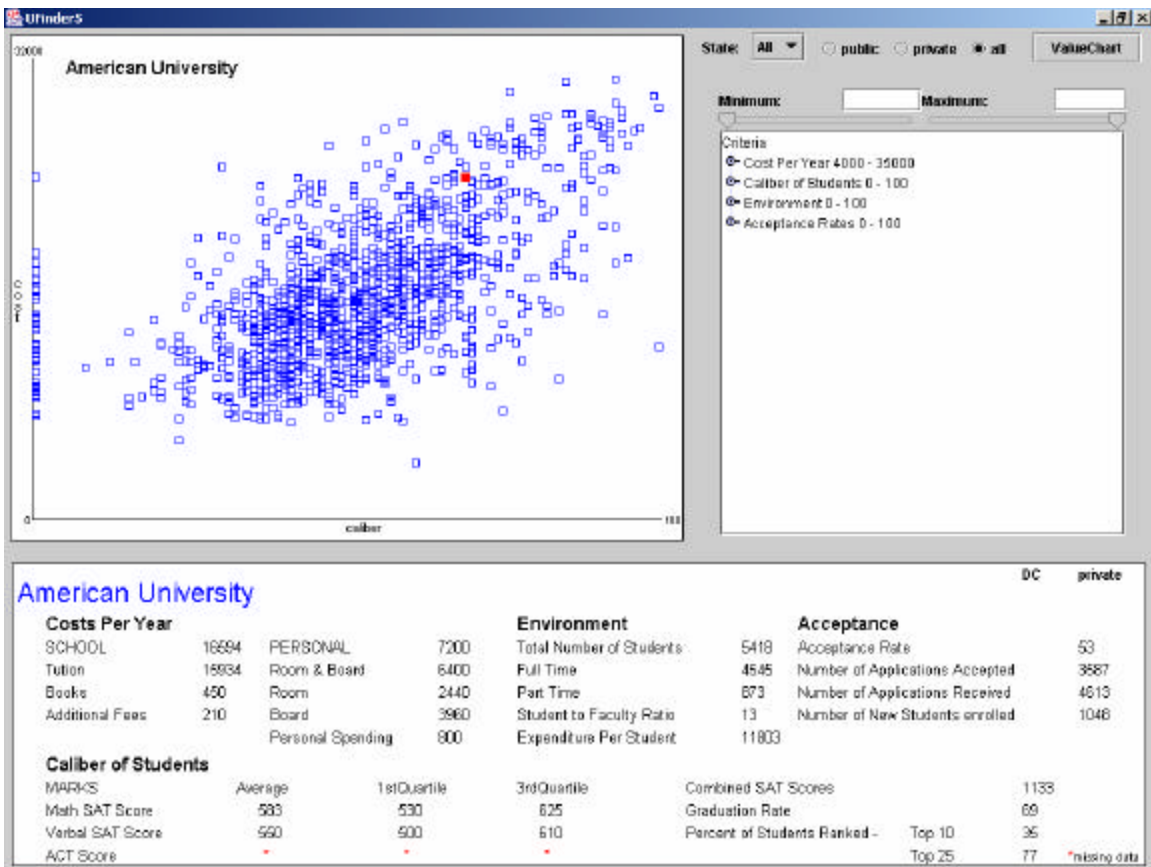 UFinderS
32000
American University
cost
0
caliber
100
State: All public private all ValueChart
Minimum: Maximum:
Criteria
Cost Per Year 4000 - 35000
Caliber of Students 0 - 100
Environment 0 - 100
Acceptance Rates 0 - 100
DC private
American University
Costs Per Year Environment Acceptance
SCHOOL 16594 PERSONAL 7200 Total Number of Students 5418 Acceptance Rate 53
Tution 15934 Room & Board 6400 Full Time 4545 Number of Applications Accepted 3687
Books 450 Room 2440 Part Time 873 Number of Applications Received
Additional Fees 210 Board 3960 Student to Faculty Ratio 13 Number of New Students enrolled 1046
Personal Spending 800 Expenditure Per Student 11803
Caliber of Students
MARKS Average 1stQuartile 3rdQuartile Combined SAT Scores 1133
Math SAT Score 583 530 625 Graduation Rate 69
Verbal SAT Score 550 500 610 Percent of Students Ranked - Top 10 35
ACT Score * * * Top 25 77 *missing data